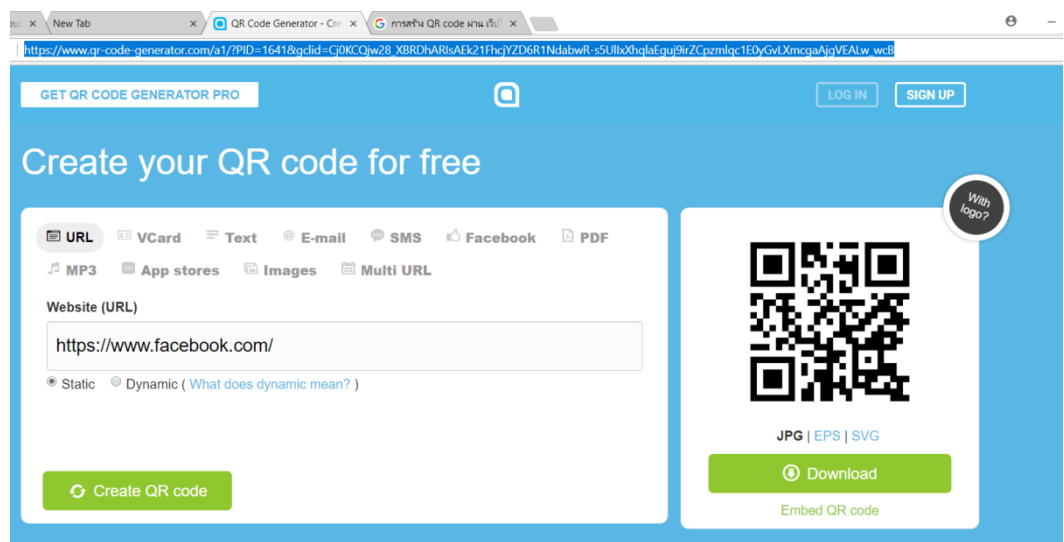 New Tab
QR Code Generator - Cre
การสร้าง QR code ผ่าน เว็บ
https://www.qr-code-generator.com/a1/?PID=1641&gclid=Cj0KCQjw28_XBRDhARIsAEk21FhcjYZD6R1NdabwR-s5UllxXhqlaEguj9irZCpzmlqc1E0yGvLXmcgaAjgVEALw_wcB
GET QR CODE GENERATOR PRO
LOG IN
SIGN UP
Create your QR code for free
With logo?
URL
VCard
Text
E-mail
SMS
Facebook
PDF
MP3
App stores
Images
Multi URL
Website (URL)
https://www.facebook.com/
Static
Dynamic ( What does dynamic mean? )
JPG | EPS | SVG
Download
Create QR code
Embed QR code